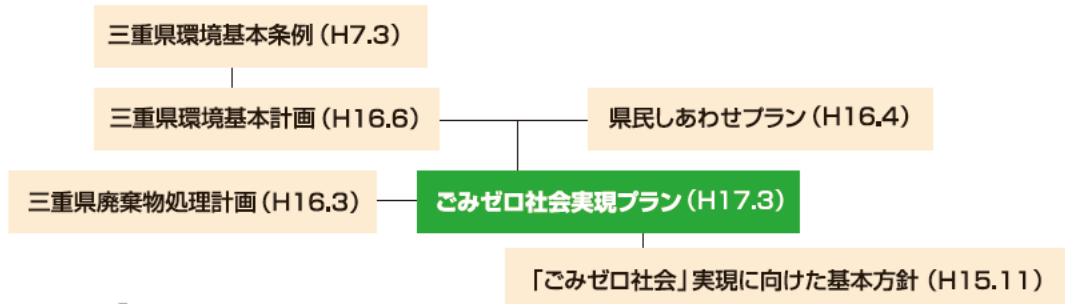 三重県環境基本条例（H7.3）
三重県環境基本計画（H16.6）
県民しあわせプラン（H16.4）
三重県廃棄物処理計画（H16.3）
ごみゼロ社会実現プラン（H17.3）
「ごみゼロ社会」実現に向けた基本方針（H15.11）